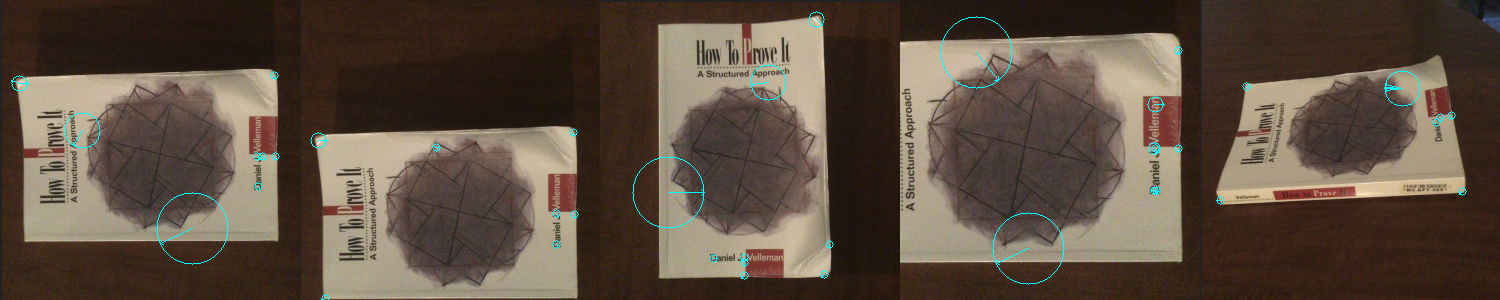 How To Prove It
A Structured Approach
Daniel J. Velleman
How To Prove It
A Structured Approach
Daniel J. Velleman
How To Prove It
A Structured Approach
Daniel J. Velleman
A Structured Approach
Daniel J. Velleman
How To Prove It
A Structured Approach
Daniel J. Velleman
Velleman How to Prove It